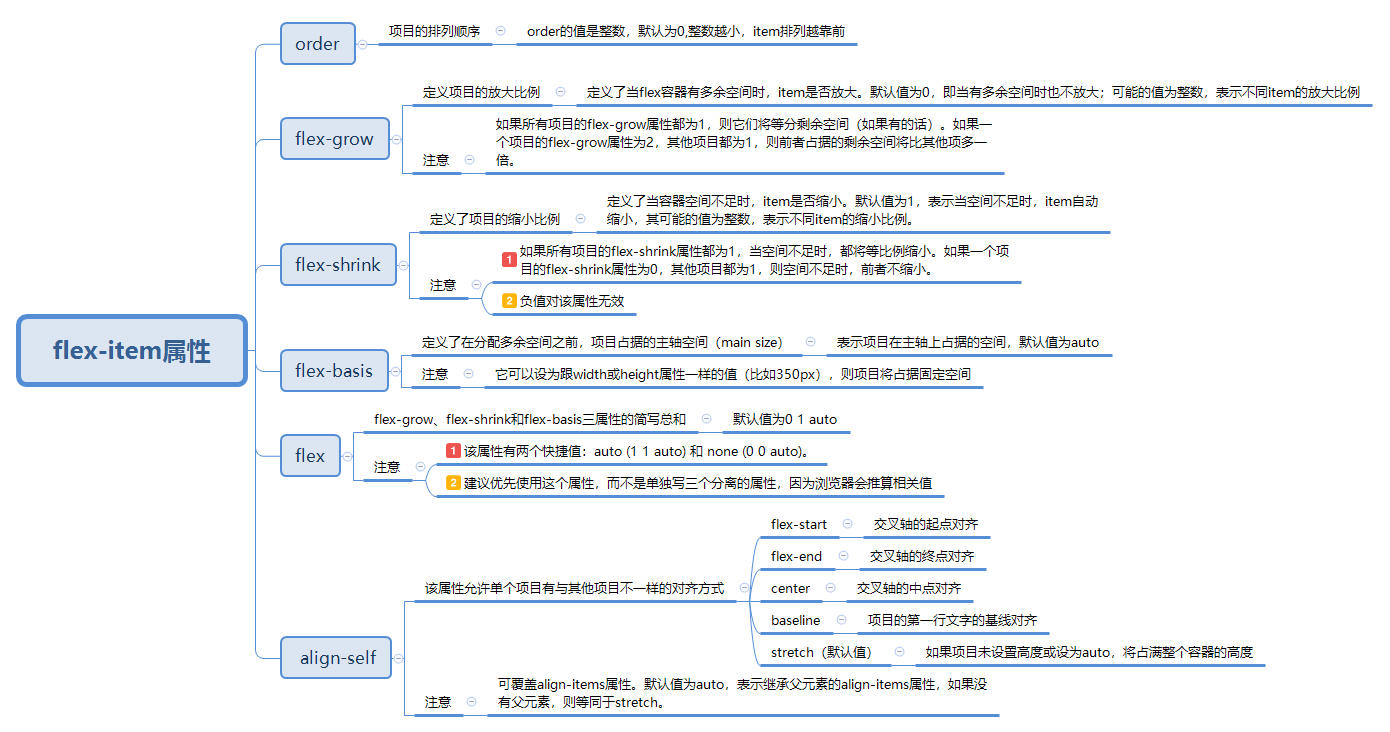 flex-item属性
order
项目的排列顺序
order的值是整数，默认为0,整数越小，item排列越靠前
flex-grow
定义项目的放大比例
定义了当flex容器有多余空间时，item是否放大。默认值为0，即当有多余空间时也不放大；可能的值为整数，表示不同item的放大比例
注意
如果所有项目的flex-grow属性都为1，则它们将等分剩余空间（如果有的话）。如果一
个项目的flex-grow属性为2，其他项目都为1，则前者占据的剩余空间将比其他项多一
倍。
flex-shrink
定义了项目的缩小比例
定义了当容器空间不足时，item是否缩小。默认值为1，表示当空间不足时，item自动
缩小，其可能的值为整数，表示不同item的缩小比例。
注意
1 如果所有项目的flex-shrink属性都为1，当空间不足时，都将等比例缩小。如果一个项
目的flex-shrink属性为0，其他项目都为1，则空间不足时，前者不缩小。
2 负值对该属性无效
flex-basis
定义了在分配多余空间之前，项目占据的主轴空间（main size）
表示项目在主轴上占据的空间，默认值为auto
注意
它可以设为跟width或height属性一样的值（比如350px），则项目将占据固定空间
flex
flex-grow、flex-shrink和flex-basis三属性的简写总和
默认值为0 1 auto
注意
1 该属性有两个快捷值：auto (1 1 auto) 和 none (0 0 auto)。
2 建议优先使用这个属性，而不是单独写三个分离的属性，因为浏览器会推算相关值
align-self
该属性允许单个项目有与其他项目不一样的对齐方式
flex-start
交叉轴的起点对齐
flex-end
交叉轴的终点对齐
center
交叉轴的中点对齐
baseline
项目的第一行文字的基线对齐
stretch（默认值）
如果项目未设置高度或设为auto，将占满整个容器的高度
注意
可覆盖align-items属性。默认值为auto，表示继承父元素的align-items属性，如果没
有父元素，则等同于stretch。